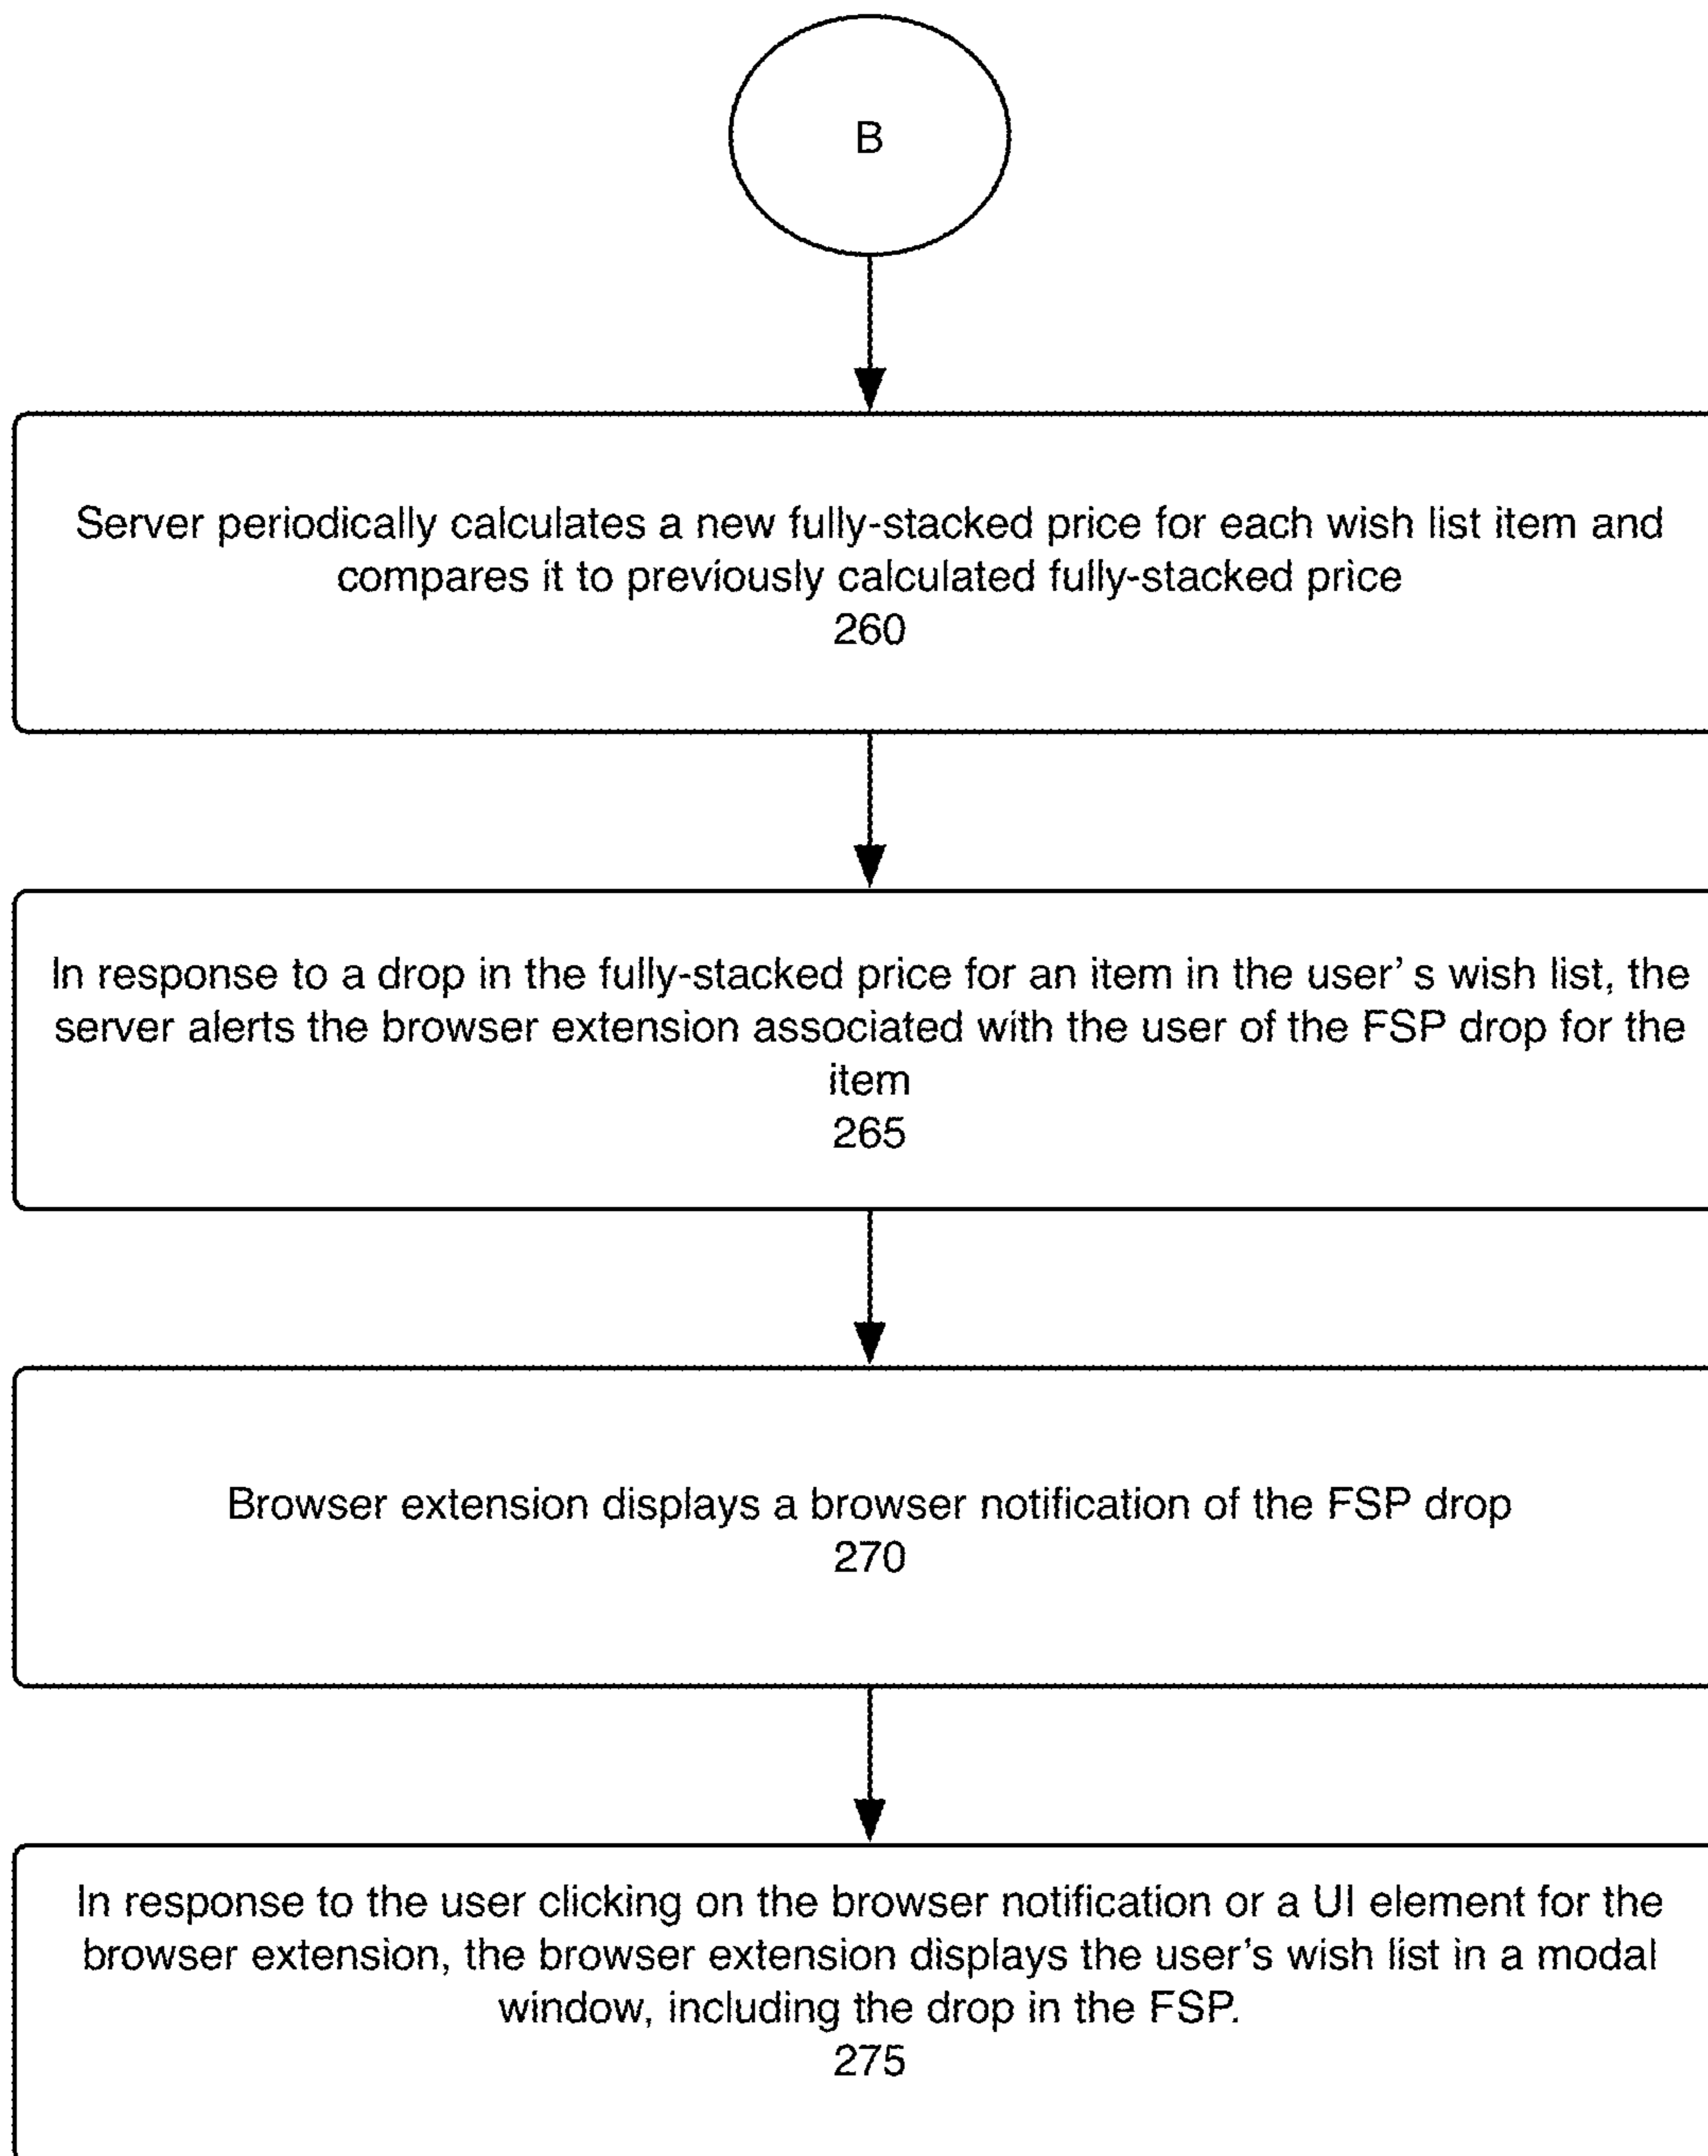 B
Server periodically calculates a new fully-stacked price for each wish list item and
compares it to previously calculated fully-stacked price
260
In response to a drop in the fully-stacked price for an item in the user’ s wish list, the
server alerts the browser extension associated with the user of the FSP drop for the
item
265
Browser extension displays a browser notification of the FSP drop
270
In response to the user clicking on the browser notification or a UI element for the
browser extension, the browser extension displays the user’s wish list in a modal
window, including the drop in the FSP.
275